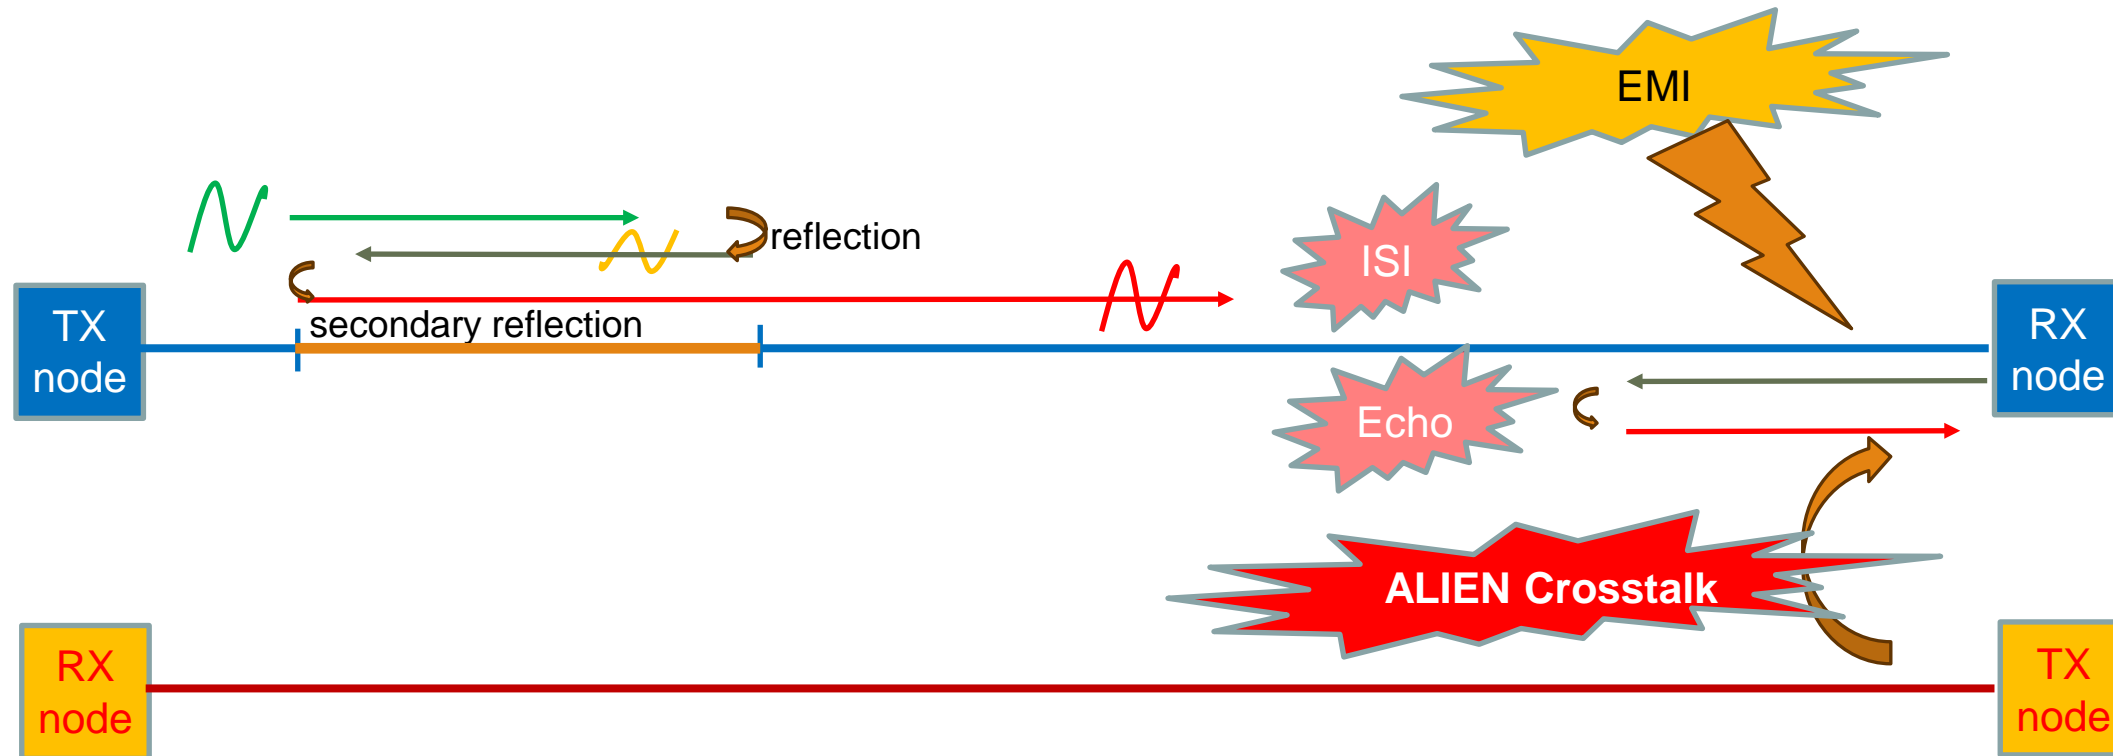 EMI
reflection
ISI
TX
node
secondary reflection
RX
node
Echo
ALIEN Crosstalk
RX
node
TX
node